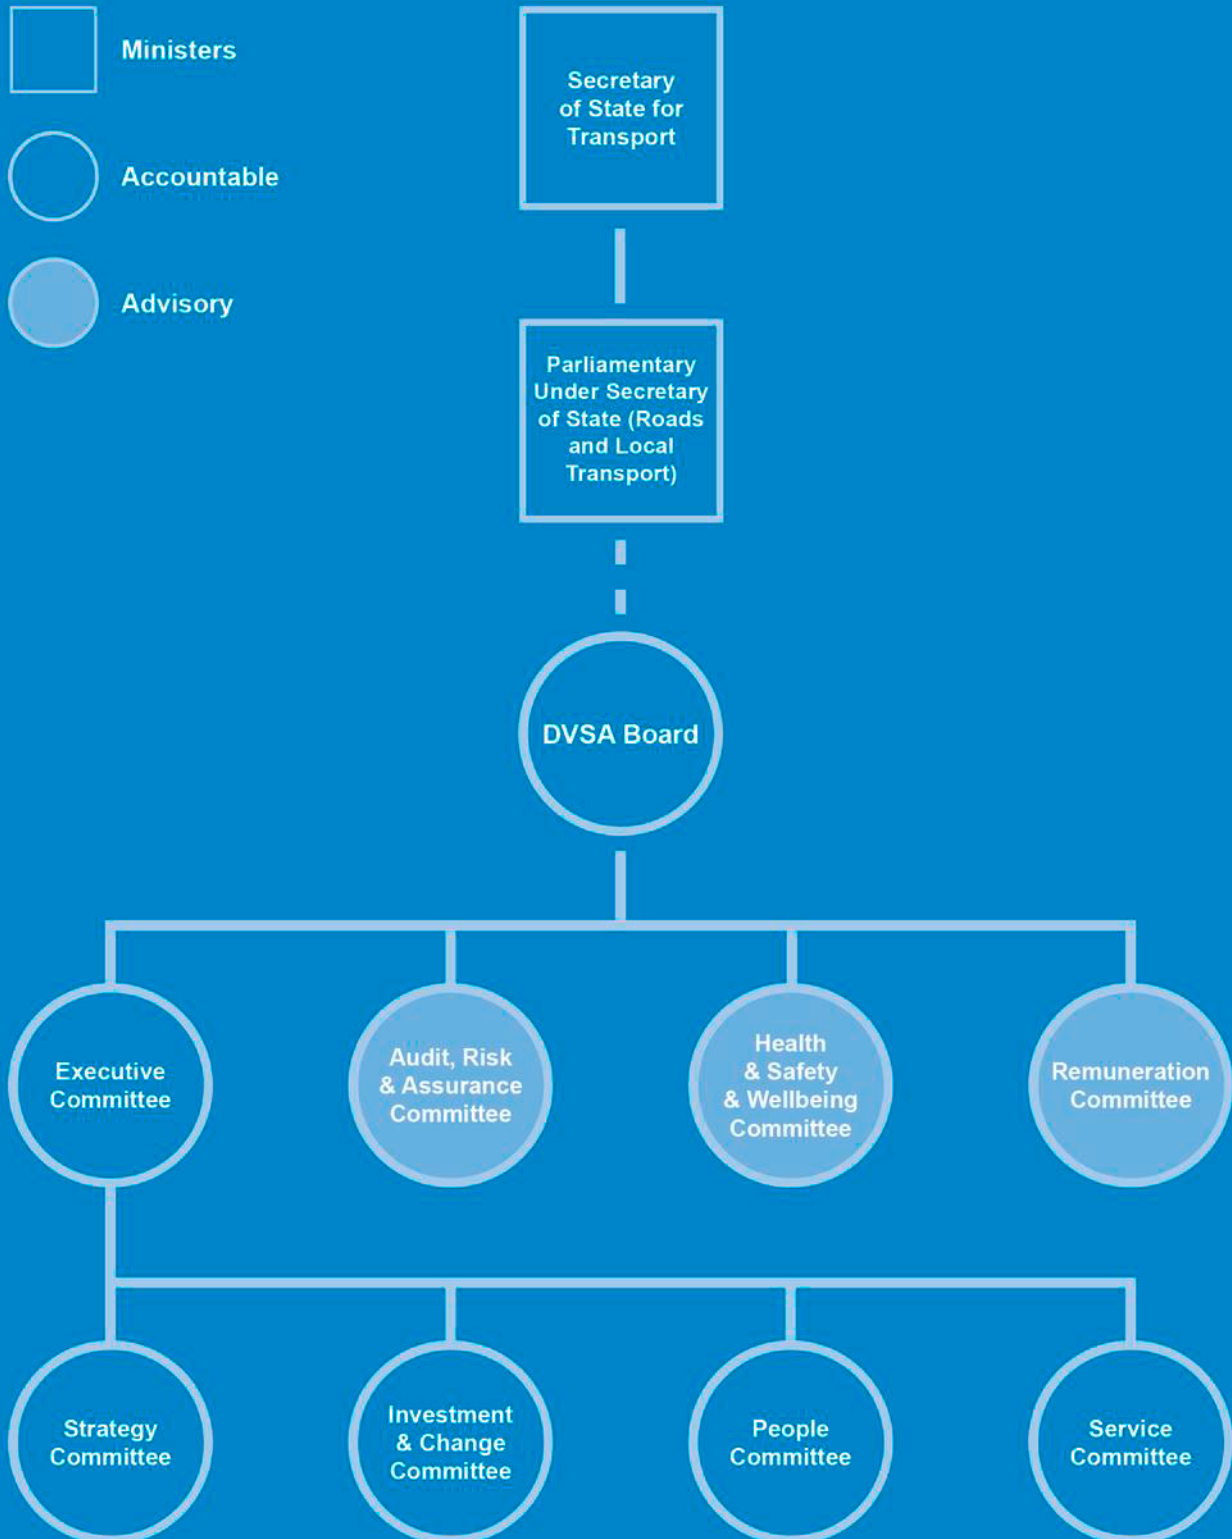 Ministers
Accountable
Advisory
Secretary
of State for
Transport
Parliamentary
Under Secretary
of State (Roads
and Local
Transport)
DVSA Board
Executive
Committee
Audit, Risk
& Assurance
Committee
Health
& Safety
& Wellbeing
Committee
Remuneration
Committee
Strategy
Committee
Investment
& Change
Committee
People
Committee
Service
Committee